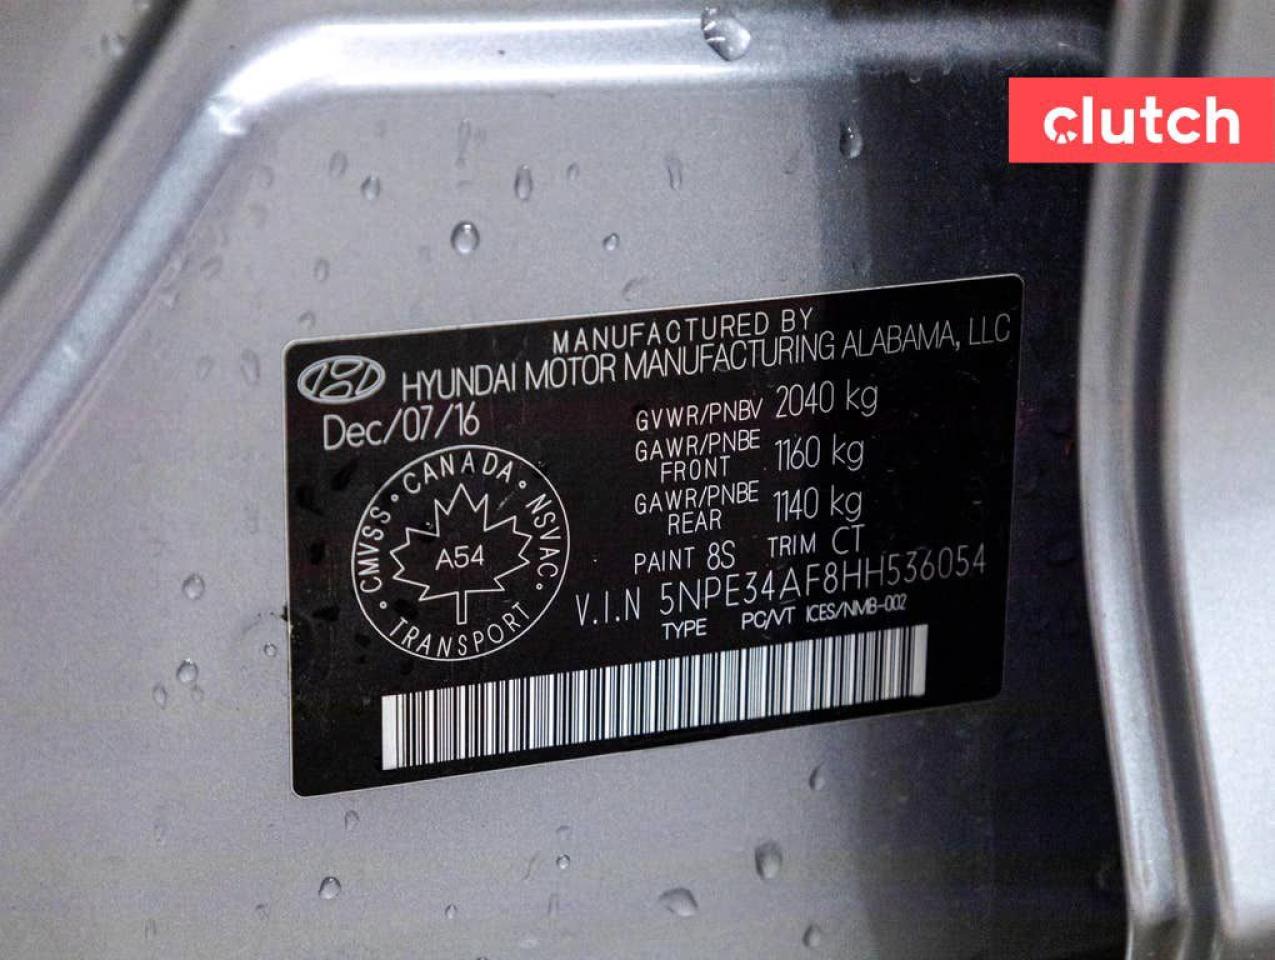 clutch
MANUFACTURED BY
HYUNDAI MOTOR MANUFACTURING ALABAMA, LLC
Dec/07/16
GVWR/PNBV 2040 kg
GAWR/PNBE FRONT 1160 kg
GAWR/PNBE REAR 1140 kg
PAINT 8S TRIM CT
V.I.N 5NPE34AF8HH536054
TYPE PC/VT ICES/NMB-002
CMVSS · CANADA · NSVAC · TRANSPORT ·
A54